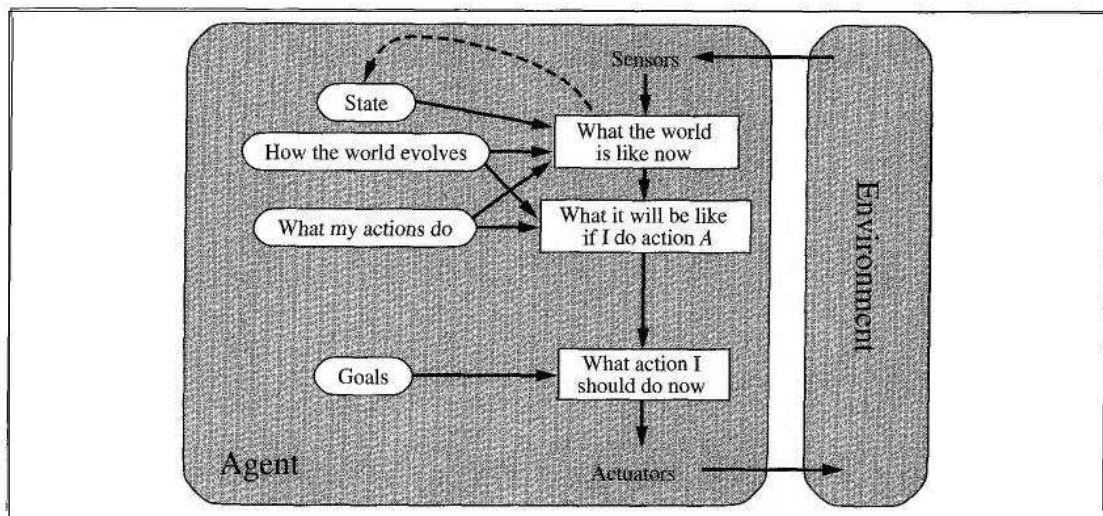 Sensors
State
What the world
is like now
How the world evolves
What it will be like
if I do action A
What my actions do
Environment
What action I
should do now
Goals
Agent
Actuators